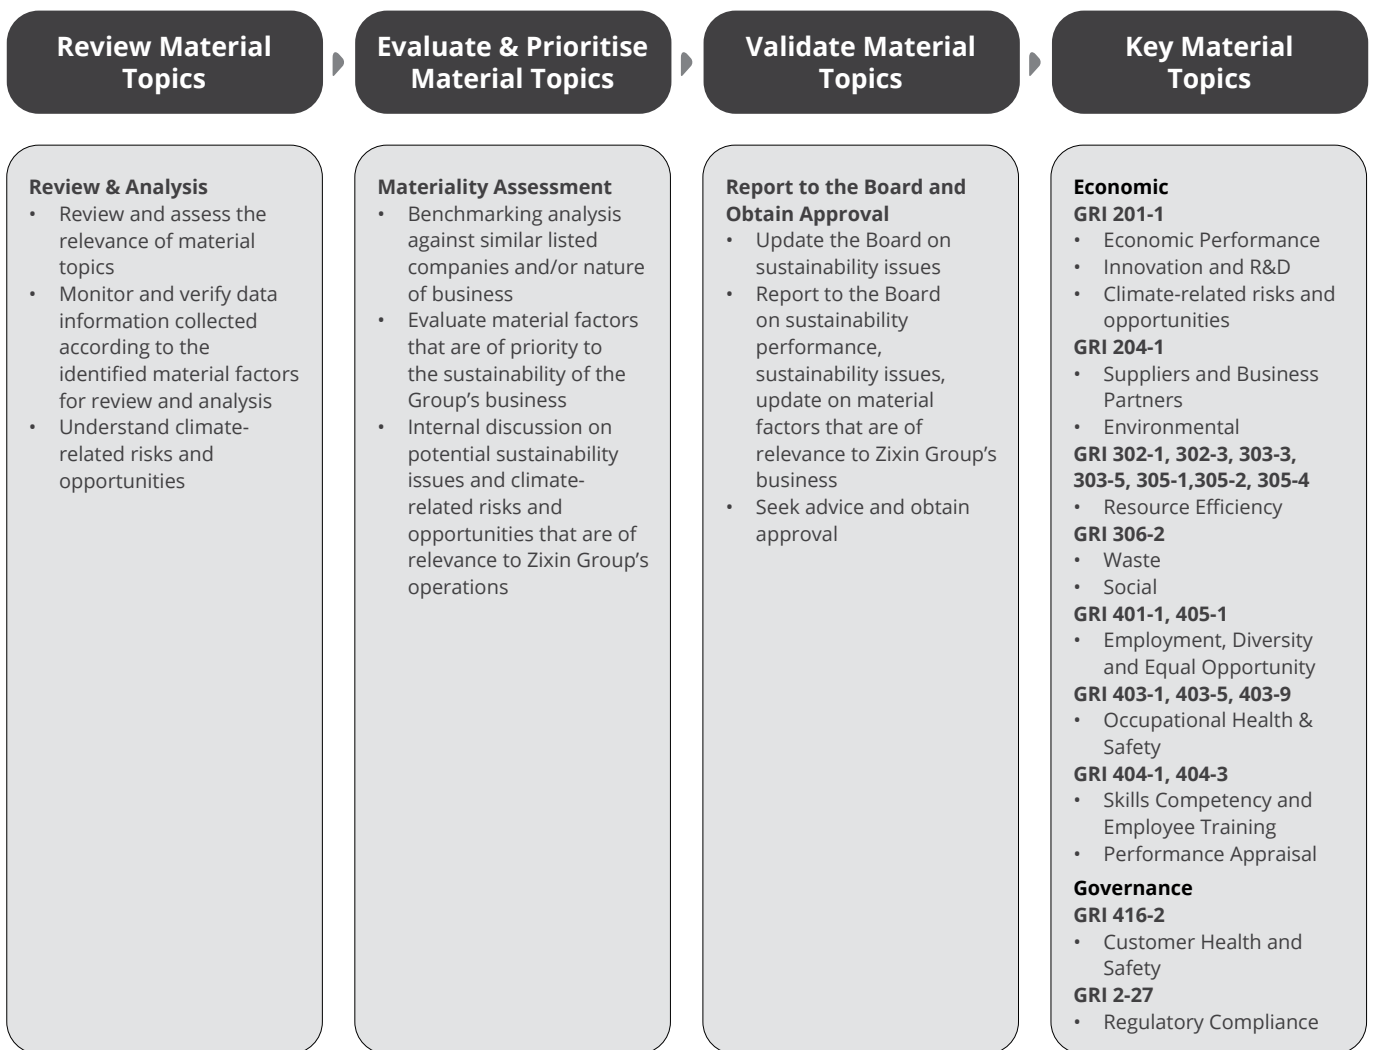 Review Material
Topics
Evaluate & Prioritise
Material Topics
Validate Material
Topics
Key Material
Topics
Review & Analysis
• Review and assess the
relevance of material
topics
• Monitor and verify data
information collected
according to the
identified material factors
for review and analysis
• Understand climate-
related risks and
opportunities
Materiality Assessment
• Benchmarking analysis
against similar listed
companies and/or nature
of business
• Evaluate material factors
that are of priority to
the sustainability of the
Group’s business
• Internal discussion on
potential sustainability
issues and climate-
related risks and
opportunities that are of
relevance to Zixin Group’s
operations
Report to the Board and
Obtain Approval
• Update the Board on
sustainability issues
• Report to the Board
on sustainability
performance,
sustainability issues,
update on material
factors that are of
relevance to Zixin Group’s
business
• Seek advice and obtain
approval
Economic
GRI 201-1
• Economic Performance
• Innovation and R&D
• Climate-related risks and
opportunities
GRI 204-1
• Suppliers and Business
Partners
• Environmental
GRI 302-1, 302-3, 303-3,
303-5, 305-1,305-2, 305-4
• Resource Efficiency
GRI 306-2
• Waste
• Social
GRI 401-1, 405-1
• Employment, Diversity
and Equal Opportunity
GRI 403-1, 403-5, 403-9
• Occupational Health &
Safety
GRI 404-1, 404-3
• Skills Competency and
Employee Training
• Performance Appraisal
Governance
GRI 416-2
• Customer Health and
Safety
GRI 2-27
• Regulatory Compliance